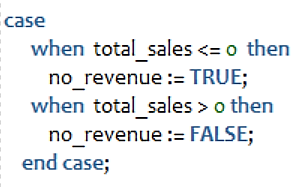 case
when total_sales <= 0 then
no_revenue := TRUE;
when total_sales > 0 then
no_revenue := FALSE;
end case;